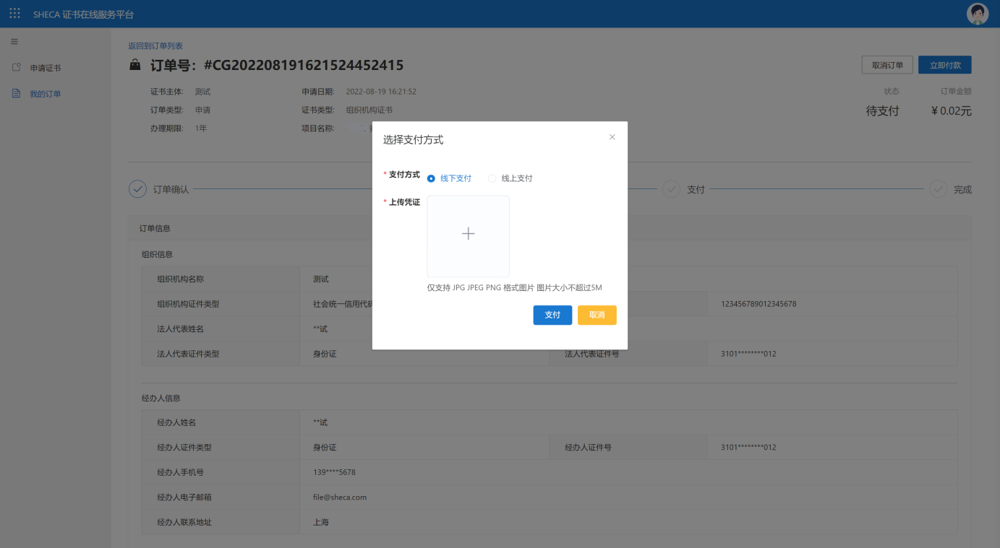 SHECA 证书在线服务平台
申请证书
我的订单
返回到订单列表
订单号：#CG202208191621524452415
取消订单 立即付款
证书主体: 测试 申请日期: 2022-08-19 16:21:52 状态 订单金额
订单类型: 申请 证书类型: 组织机构证书 待支付 ¥ 0.02元
办理期限: 1年 项目名称:
选择支付方式
* 支付方式 线下支付 线上支付
* 上传凭证
仅支持 JPG JPEG PNG 格式图片 图片大小不超过5M
支付 取消
订单确认 支付 完成
订单信息
组织信息
组织机构名称 测试
组织机构证件类型 社会统一信用代码 123456789012345678
法人代表姓名 **试
法人代表证件类型 身份证 法人代表证件号 3101********012
经办人信息
经办人姓名 **试
经办人证件类型 身份证 经办人证件号 3101********012
经办人手机号 139****5678
经办人电子邮箱 file@sheca.com
经办人联系地址 上海